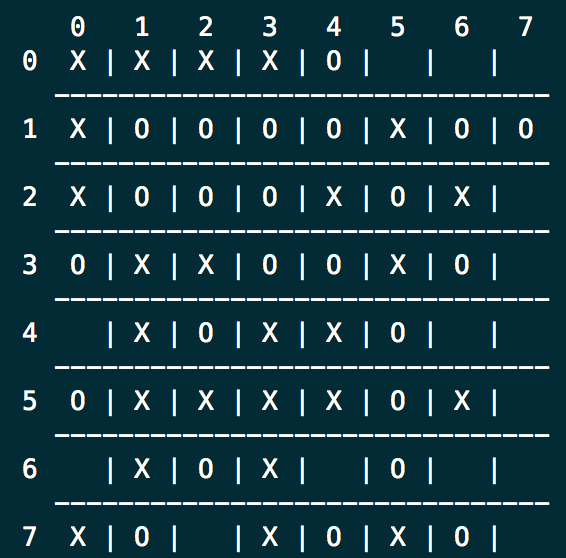 0   1   2   3   4   5   6   7
0 X | X | X | X | O |   |   |
-------------------------------
1 X | O | O | O | O | X | O | O
-------------------------------
2 X | O | O | O | X | O | X |
-------------------------------
3 O | X | X | O | O | X | O |
-------------------------------
4   | X | O | X | X | O |   |
-------------------------------
5 O | X | X | X | X | O | X |
-------------------------------
6   | X | O | X |   | O |   |
-------------------------------
7 X | O |   | X | O | X | O |